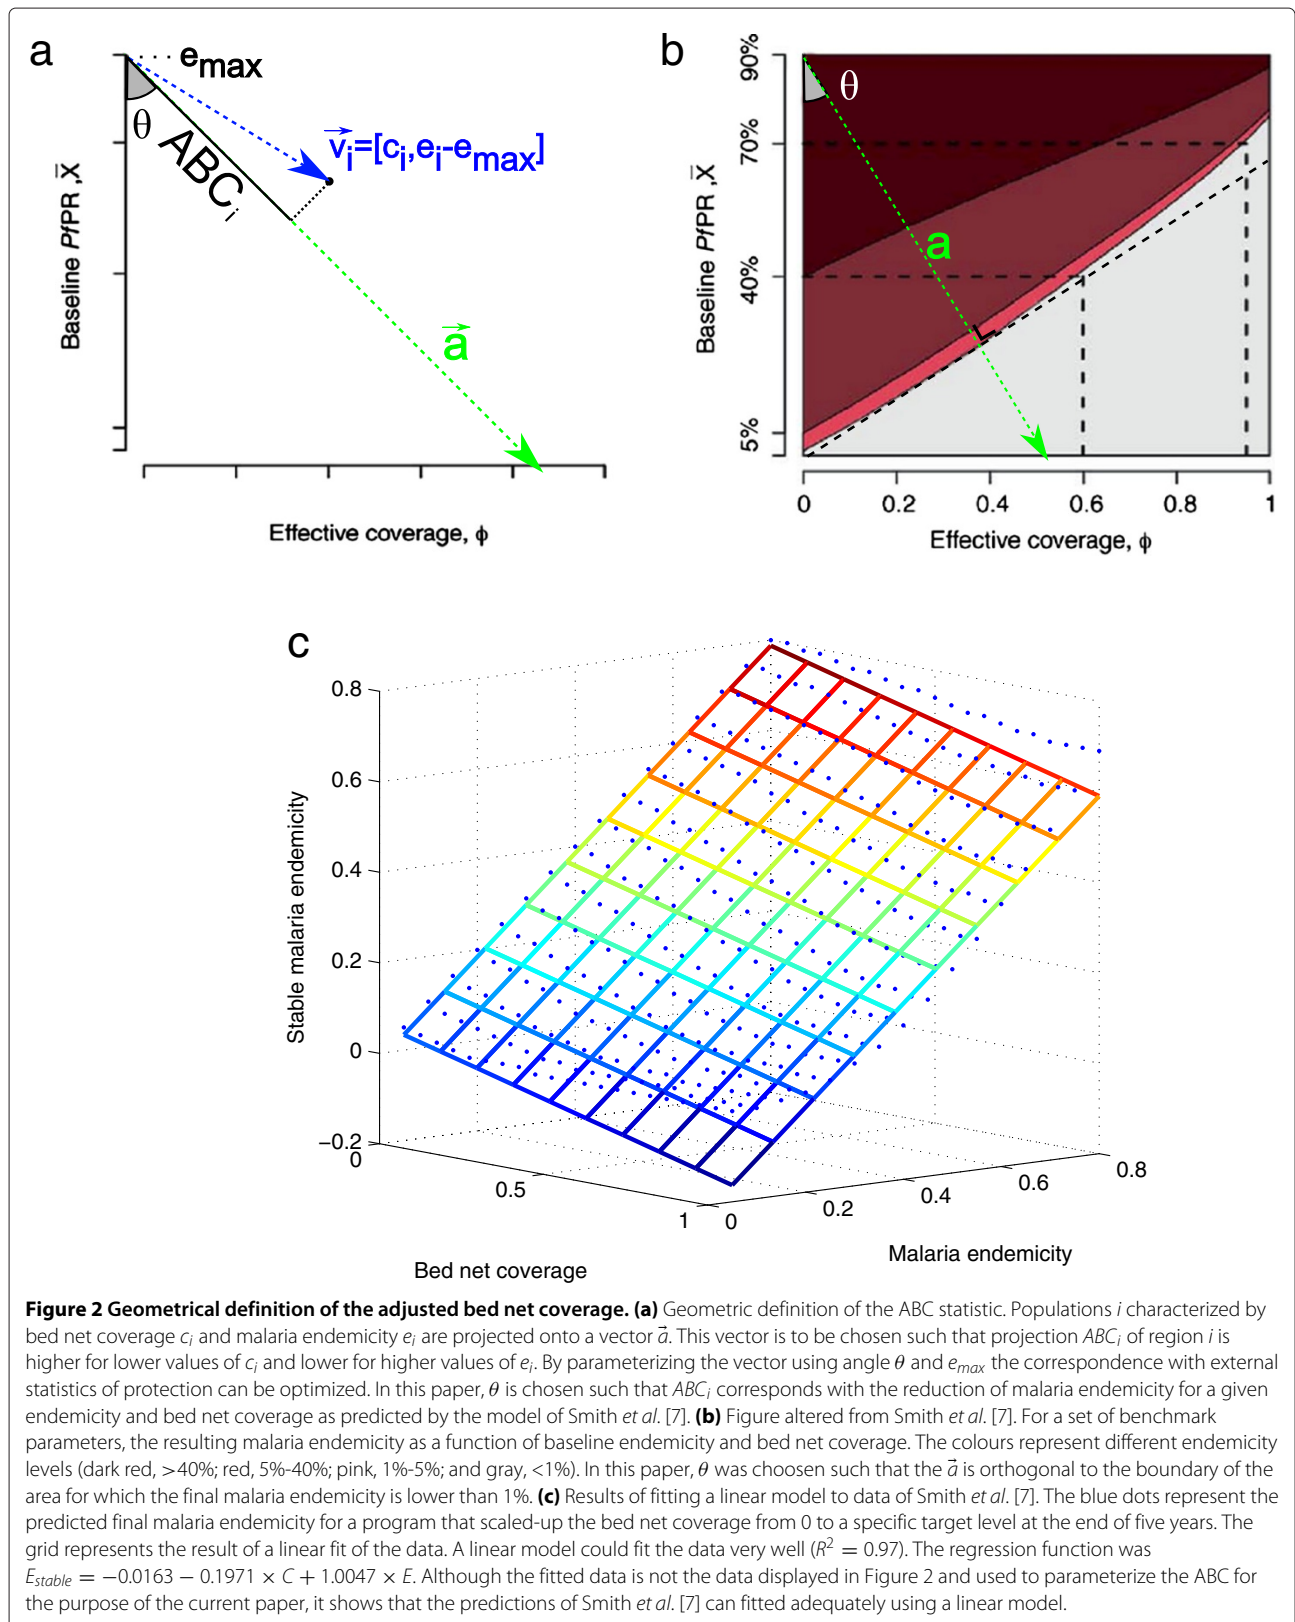 a
e_max
θ
ABC_i
v_i=[c_i,e_i-e_max]
a
Baseline PfPR ,X̄
Effective coverage, ϕ
b
90%
70%
40%
5%
θ
a
Baseline PfPR ,X̄
0 0.2 0.4 0.6 0.8 1
Effective coverage, ϕ
c
0.8
0.6
0.4
0.2
0
−0.2
Stable malaria endemicity
0
0.5
1
Bed net coverage
0
0.2
0.4
0.6
0.8
Malaria endemicity
Figure 2 Geometrical definition of the adjusted bed net coverage. (a) Geometric definition of the ABC statistic. Populations i characterized by
bed net coverage c_i and malaria endemicity e_i are projected onto a vector a⃗. This vector is to be chosen such that projection ABC_i of region i is
higher for lower values of c_i and lower for higher values of e_i. By parameterizing the vector using angle θ and e_max the correspondence with external
statistics of protection can be optimized. In this paper, θ is chosen such that ABC_i corresponds with the reduction of malaria endemicity for a given
endemicity and bed net coverage as predicted by the model of Smith et al. [7]. (b) Figure altered from Smith et al. [7]. For a set of benchmark
parameters, the resulting malaria endemicity as a function of baseline endemicity and bed net coverage. The colours represent different endemicity
levels (dark red, >40%; red, 5%-40%; pink, 1%-5%; and gray, <1%). In this paper, θ was choosen such that the a⃗ is orthogonal to the boundary of the
area for which the final malaria endemicity is lower than 1%. (c) Results of fitting a linear model to data of Smith et al. [7]. The blue dots represent the
predicted final malaria endemicity for a program that scaled-up the bed net coverage from 0 to a specific target level at the end of five years. The
grid represents the result of a linear fit of the data. A linear model could fit the data very well (R² = 0.97). The regression function was
E_stable = −0.0163 − 0.1971 × C + 1.0047 × E. Although the fitted data is not the data displayed in Figure 2 and used to parameterize the ABC for
the purpose of the current paper, it shows that the predictions of Smith et al. [7] can fitted adequately using a linear model.